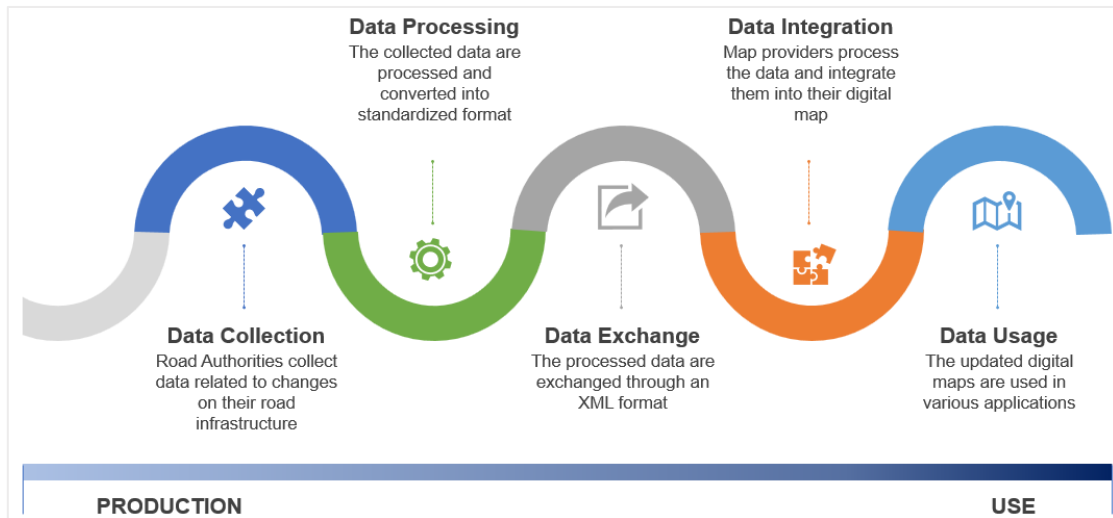 Data Processing
The collected data are
processed and
converted into
standardized format
Data Integration
Map providers process
the data and integrate
them into their digital
map
Data Collection
Road Authorities collect
data related to changes
on their road
infrastructure
Data Exchange
The processed data are
exchanged through an
XML format
Data Usage
The updated digital
maps are used in
various applications
PRODUCTION
USE